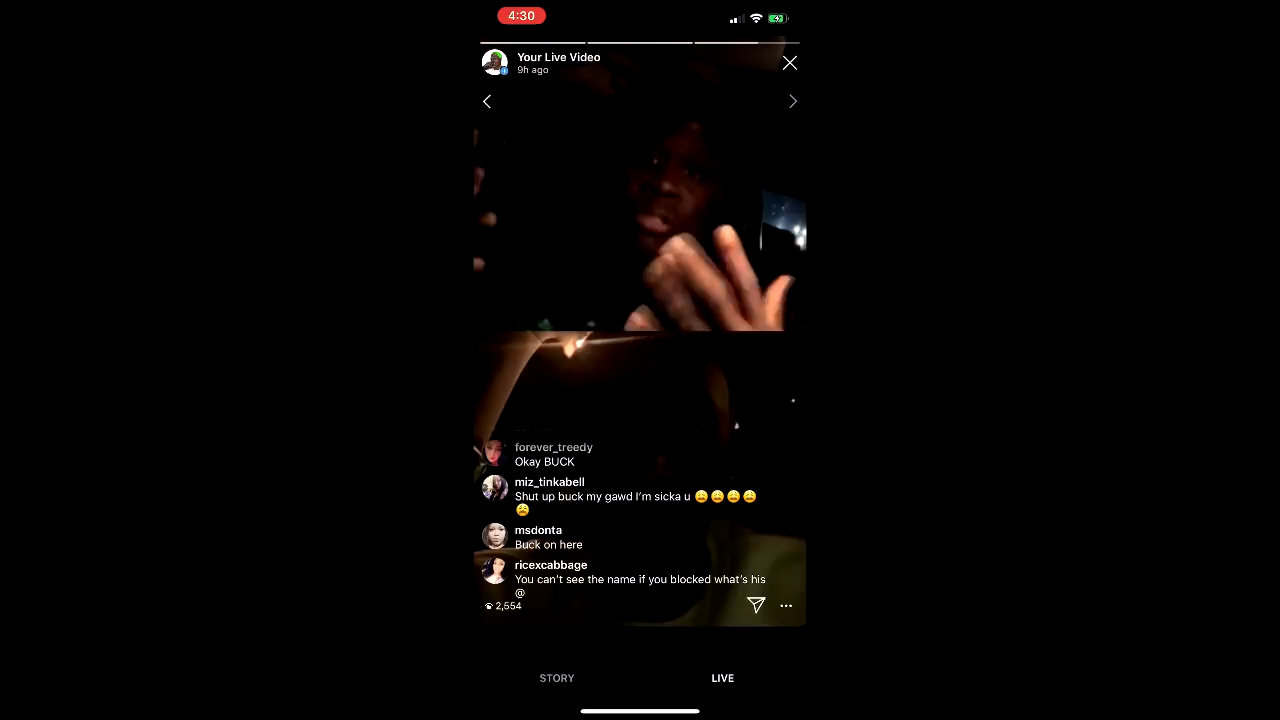 4:30
Your Live Video
9h ago
forever_treedy
Okay BUCK
miz_tinkabell
Shut up buck my gawd I'm sicka u 😩😩😩😩
😩
msdonta
Buck on here
ricexcabbage
You can't see the name if you blocked what's his
@
2,554
STORY
LIVE